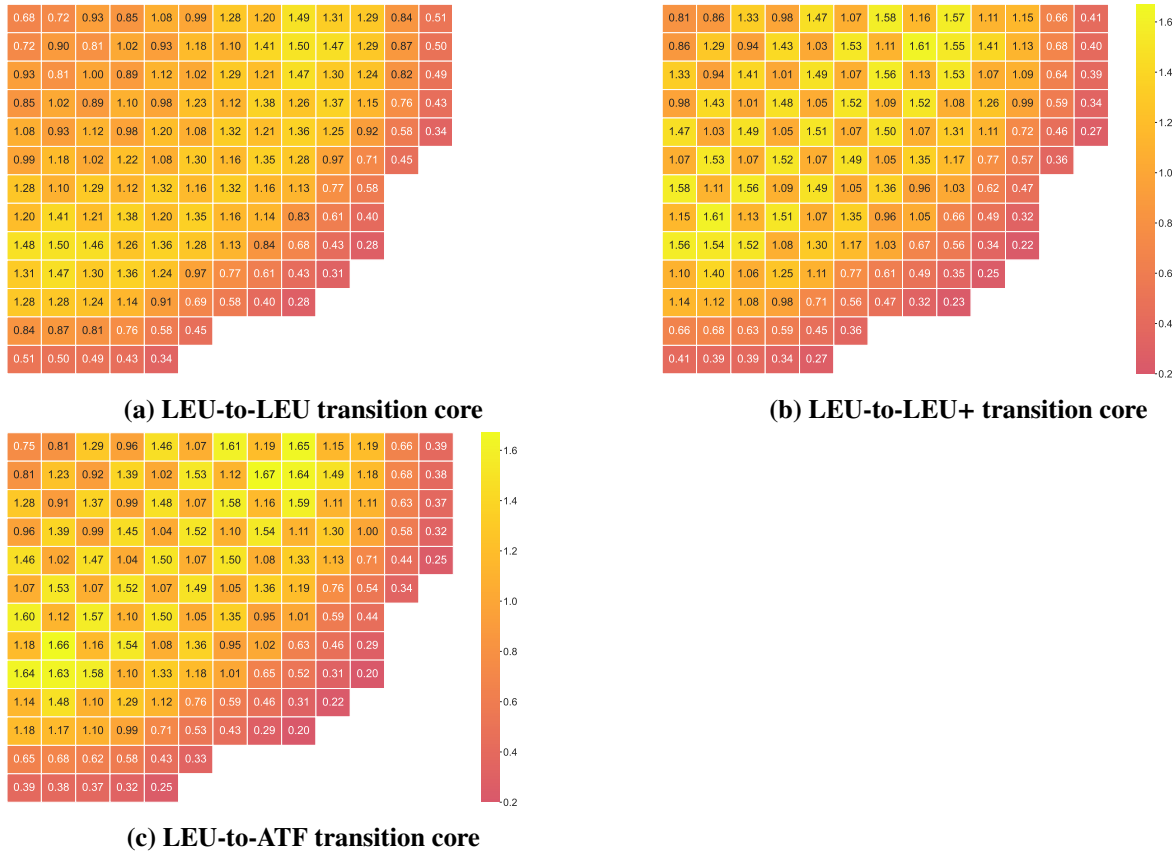 0.68 0.72 0.93 0.85 1.08 0.99 1.28 1.20 1.49 1.31 1.29 0.84 0.51
0.72 0.90 0.81 1.02 0.93 1.18 1.10 1.41 1.50 1.47 1.29 0.87 0.50
0.93 0.81 1.00 0.89 1.12 1.02 1.29 1.21 1.47 1.30 1.24 0.82 0.49
0.85 1.02 0.89 1.10 0.98 1.23 1.12 1.38 1.26 1.37 1.15 0.76 0.43
1.08 0.93 1.12 0.98 1.20 1.08 1.32 1.21 1.36 1.25 0.92 0.58 0.34
0.99 1.18 1.02 1.22 1.08 1.30 1.16 1.35 1.28 0.97 0.71 0.45
1.28 1.10 1.29 1.12 1.32 1.16 1.32 1.16 1.13 0.77 0.58
1.20 1.41 1.21 1.38 1.20 1.35 1.16 1.14 0.83 0.61 0.40
1.48 1.50 1.46 1.26 1.36 1.28 1.13 0.84 0.68 0.43 0.28
1.31 1.47 1.30 1.36 1.24 0.97 0.77 0.61 0.43 0.31
1.28 1.28 1.24 1.14 0.91 0.69 0.58 0.40 0.28
0.84 0.87 0.81 0.76 0.58 0.45
0.51 0.50 0.49 0.43 0.34
(a) LEU-to-LEU transition core
0.81 0.86 1.33 0.98 1.47 1.07 1.58 1.16 1.57 1.11 1.15 0.66 0.41
0.86 1.29 0.94 1.43 1.03 1.53 1.11 1.61 1.55 1.41 1.13 0.68 0.40
1.33 0.94 1.41 1.01 1.49 1.07 1.56 1.13 1.53 1.07 1.09 0.64 0.39
0.98 1.43 1.01 1.48 1.05 1.52 1.09 1.52 1.08 1.26 0.99 0.59 0.34
1.47 1.03 1.49 1.05 1.51 1.07 1.50 1.07 1.31 1.11 0.72 0.46 0.27
1.07 1.53 1.07 1.52 1.07 1.49 1.05 1.35 1.17 0.77 0.57 0.36
1.58 1.11 1.56 1.09 1.49 1.05 1.36 0.96 1.03 0.62 0.47
1.15 1.61 1.13 1.51 1.07 1.35 0.96 1.05 0.66 0.49 0.32
1.56 1.54 1.52 1.08 1.30 1.17 1.03 0.67 0.56 0.34 0.22
1.10 1.40 1.06 1.25 1.11 0.77 0.61 0.49 0.35 0.25
1.14 1.12 1.08 0.98 0.71 0.56 0.47 0.32 0.23
0.66 0.68 0.63 0.59 0.45 0.36
0.41 0.39 0.39 0.34 0.27
1.6
1.4
1.2
1.0
0.8
0.6
0.4
0.2
(b) LEU-to-LEU+ transition core
0.75 0.81 1.29 0.96 1.46 1.07 1.61 1.19 1.65 1.15 1.19 0.66 0.39
0.81 1.23 0.92 1.39 1.02 1.53 1.12 1.67 1.64 1.49 1.18 0.68 0.38
1.28 0.91 1.37 0.99 1.48 1.07 1.58 1.16 1.59 1.11 1.11 0.63 0.37
0.96 1.39 0.99 1.45 1.04 1.52 1.10 1.54 1.11 1.30 1.00 0.58 0.32
1.46 1.02 1.47 1.04 1.50 1.07 1.50 1.08 1.33 1.13 0.71 0.44 0.25
1.07 1.53 1.07 1.52 1.07 1.49 1.05 1.36 1.19 0.76 0.54 0.34
1.60 1.12 1.57 1.10 1.50 1.05 1.35 0.95 1.01 0.59 0.44
1.18 1.66 1.16 1.54 1.08 1.36 0.95 1.02 0.63 0.46 0.29
1.64 1.63 1.58 1.10 1.33 1.18 1.01 0.65 0.52 0.31 0.20
1.14 1.48 1.10 1.29 1.12 0.76 0.59 0.46 0.31 0.22
1.18 1.17 1.10 0.99 0.71 0.53 0.43 0.29 0.20
0.65 0.68 0.62 0.58 0.43 0.33
0.39 0.38 0.37 0.32 0.25
1.6
1.4
1.2
1.0
0.8
0.6
0.4
0.2
(c) LEU-to-ATF transition core